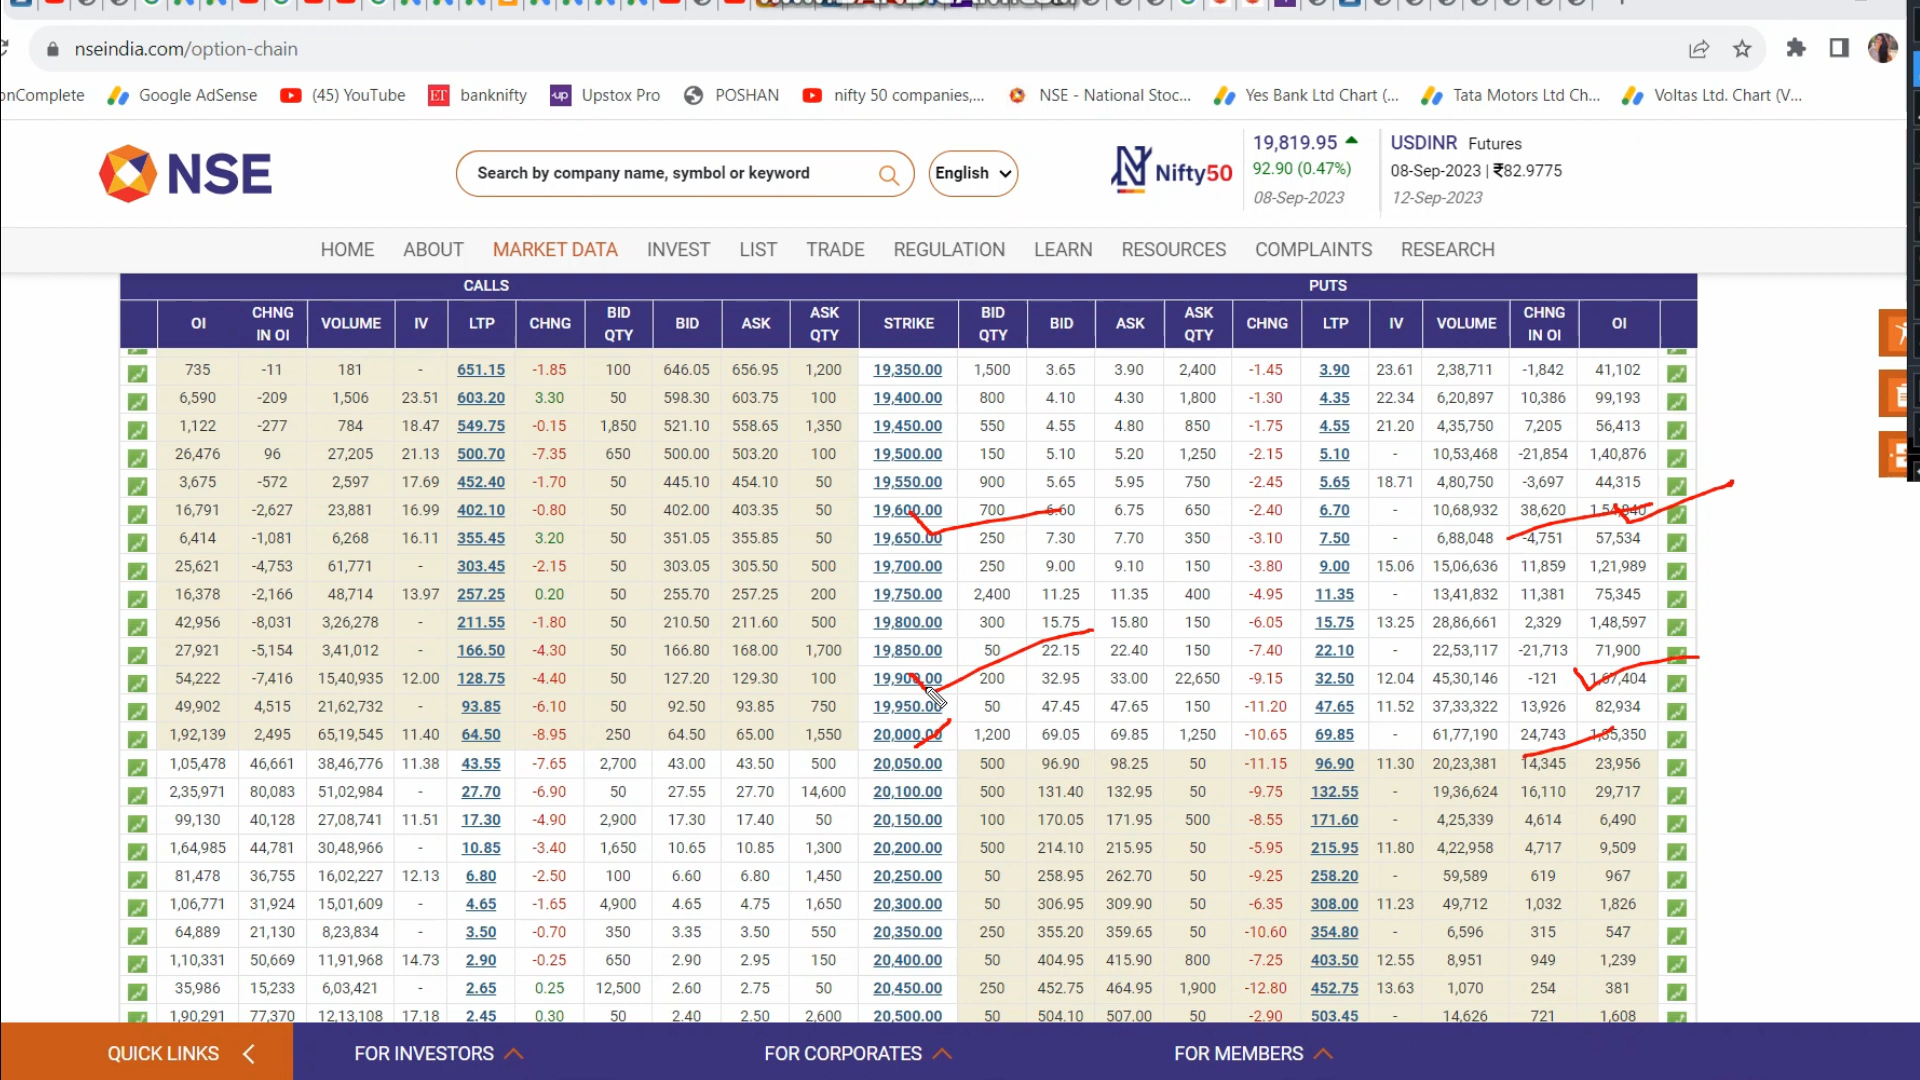 nseindia.com/option-chain
onComplete Google AdSense (45) YouTube ET banknifty up Upstox Pro POSHAN nifty 50 companies,... NSE - National Stoc... Yes Bank Ltd Chart (... Tata Motors Ltd Ch... Voltas Ltd. Chart (V...
NSE
Search by company name, symbol or keyword
English
Nifty50
19,819.95
92.90 (0.47%)
08-Sep-2023
USDINR Futures
08-Sep-2023 | ₹82.9775
12-Sep-2023
HOME ABOUT MARKET DATA INVEST LIST TRADE REGULATION LEARN RESOURCES COMPLAINTS RESEARCH
CALLS PUTS
OI CHNG IN OI VOLUME IV LTP CHNG BID QTY BID ASK ASK QTY STRIKE BID QTY BID ASK ASK QTY CHNG LTP IV VOLUME CHNG IN OI OI
735 -11 181 - 651.15 -1.85 100 646.05 656.95 1,200 19,350.00 1,500 3.65 3.90 2,400 -1.45 3.90 23.61 2,38,711 -1,842 41,102
6,590 -209 1,506 23.51 603.20 3.30 50 598.30 603.75 100 19,400.00 800 4.10 4.30 1,800 -1.30 4.35 22.34 6,20,897 10,386 99,193
1,122 -277 784 18.47 549.75 -0.15 1,850 521.10 558.65 1,350 19,450.00 550 4.55 4.80 850 -1.75 4.55 21.20 4,35,750 7,205 56,413
26,476 96 27,205 21.13 500.70 -7.35 650 500.00 503.20 100 19,500.00 150 5.10 5.20 1,250 -2.15 5.10 - 10,53,468 -21,854 1,40,876
3,675 -572 2,597 17.69 452.40 -1.70 50 445.10 454.10 50 19,550.00 900 5.65 5.95 750 -2.45 5.65 18.71 4,80,750 -3,697 44,315
16,791 -2,627 23,881 16.99 402.10 -0.80 50 402.00 403.35 50 19,600.00 700 6.60 6.75 650 -2.40 6.70 - 10,68,932 38,620
6,414 -1,081 6,268 16.11 355.45 3.20 50 351.05 355.85 50 19,650.00 250 7.30 7.70 350 -3.10 7.50 - 6,88,048 -4,751 57,534
25,621 -4,753 61,771 - 303.45 -2.15 50 303.05 305.50 500 19,700.00 250 9.00 9.10 150 -3.80 9.00 15.06 15,06,636 11,859 1,21,989
16,378 -2,166 48,714 13.97 257.25 0.20 50 255.70 257.25 200 19,750.00 2,400 11.25 11.35 400 -4.95 11.35 - 13,41,832 11,381 75,345
42,956 -8,031 3,26,278 - 211.55 -1.80 50 210.50 211.60 500 19,800.00 300 15.75 15.80 150 -6.05 15.75 13.25 28,86,661 2,329 1,48,597
27,921 -5,154 3,41,012 - 166.50 -4.30 50 166.80 168.00 1,700 19,850.00 50 22.15 22.40 150 -7.40 22.10 - 22,53,117 -21,713 71,900
54,222 -7,416 15,40,935 12.00 128.75 -4.40 50 127.20 129.30 100 19,900.00 200 32.95 33.00 22,650 -9.15 32.50 12.04 45,30,146 -121 1,67,404
49,902 4,515 21,62,732 - 93.85 -6.10 50 92.50 93.85 750 19,950.00 50 47.45 47.65 150 -11.20 47.65 11.52 37,33,322 13,926 82,934
1,92,139 2,495 65,19,545 11.40 64.50 -8.95 250 64.50 65.00 1,550 20,000.00 1,200 69.05 69.85 1,250 -10.65 69.85 - 61,77,190 24,743
1,05,478 46,661 38,46,776 11.38 43.55 -7.65 2,700 43.00 43.50 500 20,050.00 500 96.90 98.25 50 -11.15 96.90 11.30 20,23,381 14,345 23,956
2,35,971 80,083 51,02,984 - 27.70 -6.90 50 27.55 27.70 14,600 20,100.00 500 131.40 132.95 50 -9.75 132.55 - 19,36,624 16,110 29,717
99,130 40,128 27,08,741 11.51 17.30 -4.90 2,900 17.30 17.40 50 20,150.00 100 170.05 171.95 500 -8.55 171.60 - 4,25,339 4,614 6,490
1,64,985 44,781 30,48,966 - 10.85 -3.40 1,650 10.65 10.85 1,300 20,200.00 500 214.10 215.95 50 -5.95 215.95 11.80 4,22,958 4,717 9,509
81,478 36,755 16,02,227 12.13 6.80 -2.50 100 6.60 6.80 1,450 20,250.00 50 258.95 262.70 50 -9.25 258.20 - 59,589 619 967
1,06,771 31,924 15,01,609 - 4.65 -1.65 4,900 4.65 4.75 1,650 20,300.00 50 306.95 309.90 50 -6.35 308.00 11.23 49,712 1,032 1,826
64,889 21,130 8,23,834 - 3.50 -0.70 350 3.35 3.50 550 20,350.00 250 355.20 359.65 50 -10.60 354.80 - 6,596 315 547
1,10,331 50,669 11,91,968 14.73 2.90 -0.25 650 2.90 2.95 150 20,400.00 50 404.95 415.90 800 -7.25 403.50 12.55 8,951 949 1,239
35,986 15,233 6,03,421 - 2.65 0.25 12,500 2.60 2.75 50 20,450.00 250 452.75 464.95 1,900 -12.80 452.75 13.63 1,070 254 381
1,90,291 77,370 12,13,108 17.18 2.45 0.30 50 2.40 2.50 2,600 20,500.00 50 504.10 507.00 50 -2.90 503.45 - 14,626 721 1,608
QUICK LINKS FOR INVESTORS FOR CORPORATES FOR MEMBERS